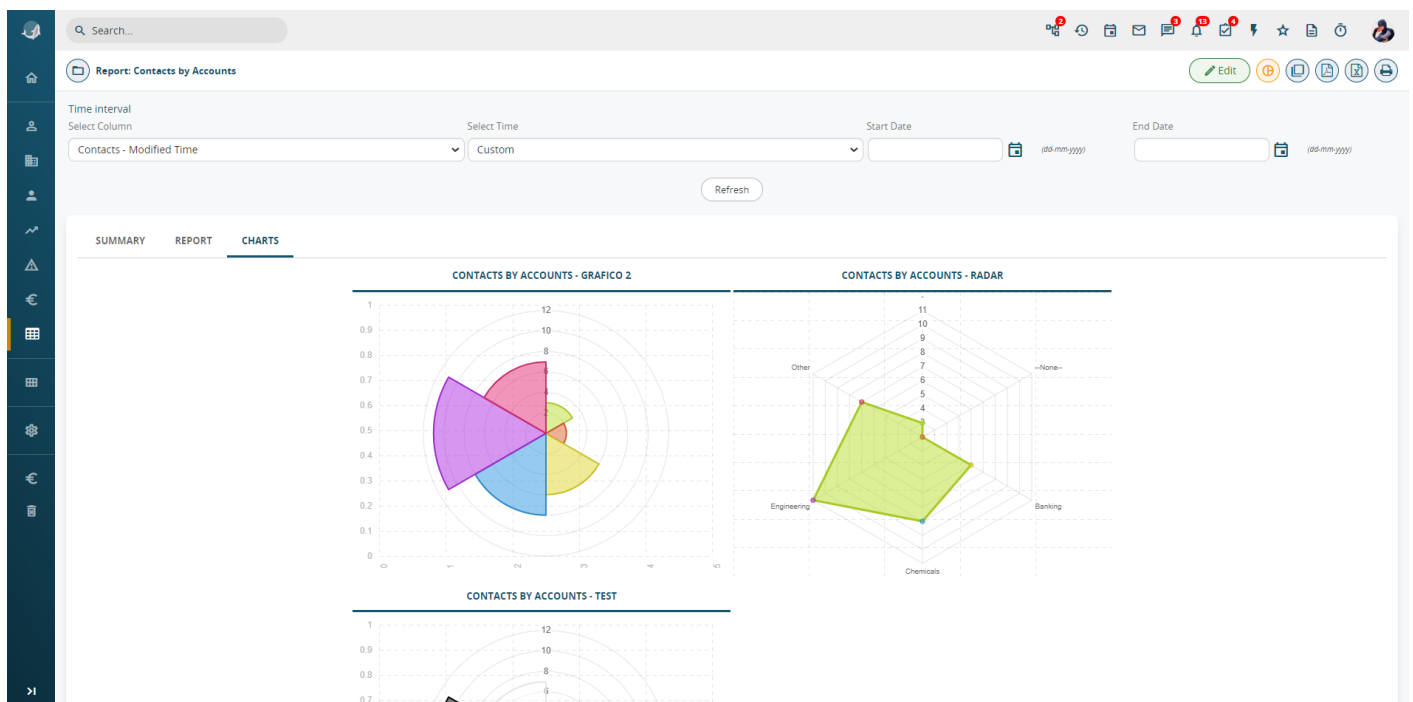 Search...
2
3
13
4
Report: Contacts by Accounts
Edit
Time interval
Select Column
Select Time
Start Date
End Date
Contacts - Modified Time
Custom
(dd-mm-yyyy)
(dd-mm-yyyy)
Refresh
SUMMARY REPORT CHARTS
CONTACTS BY ACCOUNTS - GRAFICO 2
1
0.9
0.8
0.7
0.6
0.5
0.4
0.3
0.2
0.1
0
0 1 2 3 4 5
12
10
8
6
4
2
CONTACTS BY ACCOUNTS - RADAR
-
11
10
9
8
7
6
5
4
3
Other
--None--
Engineering
Banking
Chemicals
CONTACTS BY ACCOUNTS - TEST
1
0.9
0.8
0.7
12
10
8
6